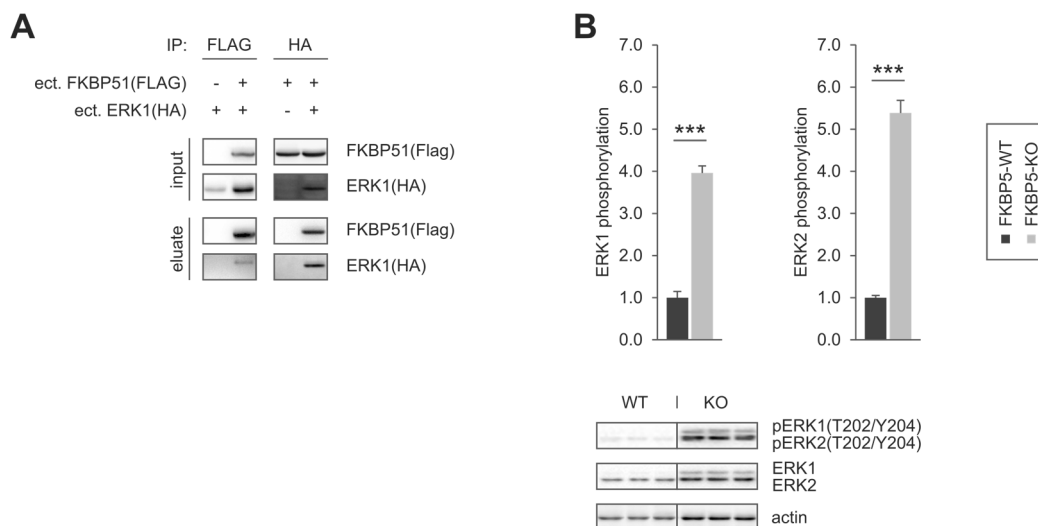 A
IP: FLAG HA
ect. FKBP51(FLAG) - + + +
ect. ERK1(HA) + + - +
input
FKBP51(Flag)
ERK1(HA)
eluate
FKBP51(Flag)
ERK1(HA)
B
ERK1 phosphorylation
7.0
6.0
5.0
4.0
3.0
2.0
1.0
0.0
***
ERK2 phosphorylation
7.0
6.0
5.0
4.0
3.0
2.0
1.0
0.0
***
FKBP5-WT
FKBP5-KO
WT | KO
pERK1(T202/Y204)
pERK2(T202/Y204)
ERK1
ERK2
actin